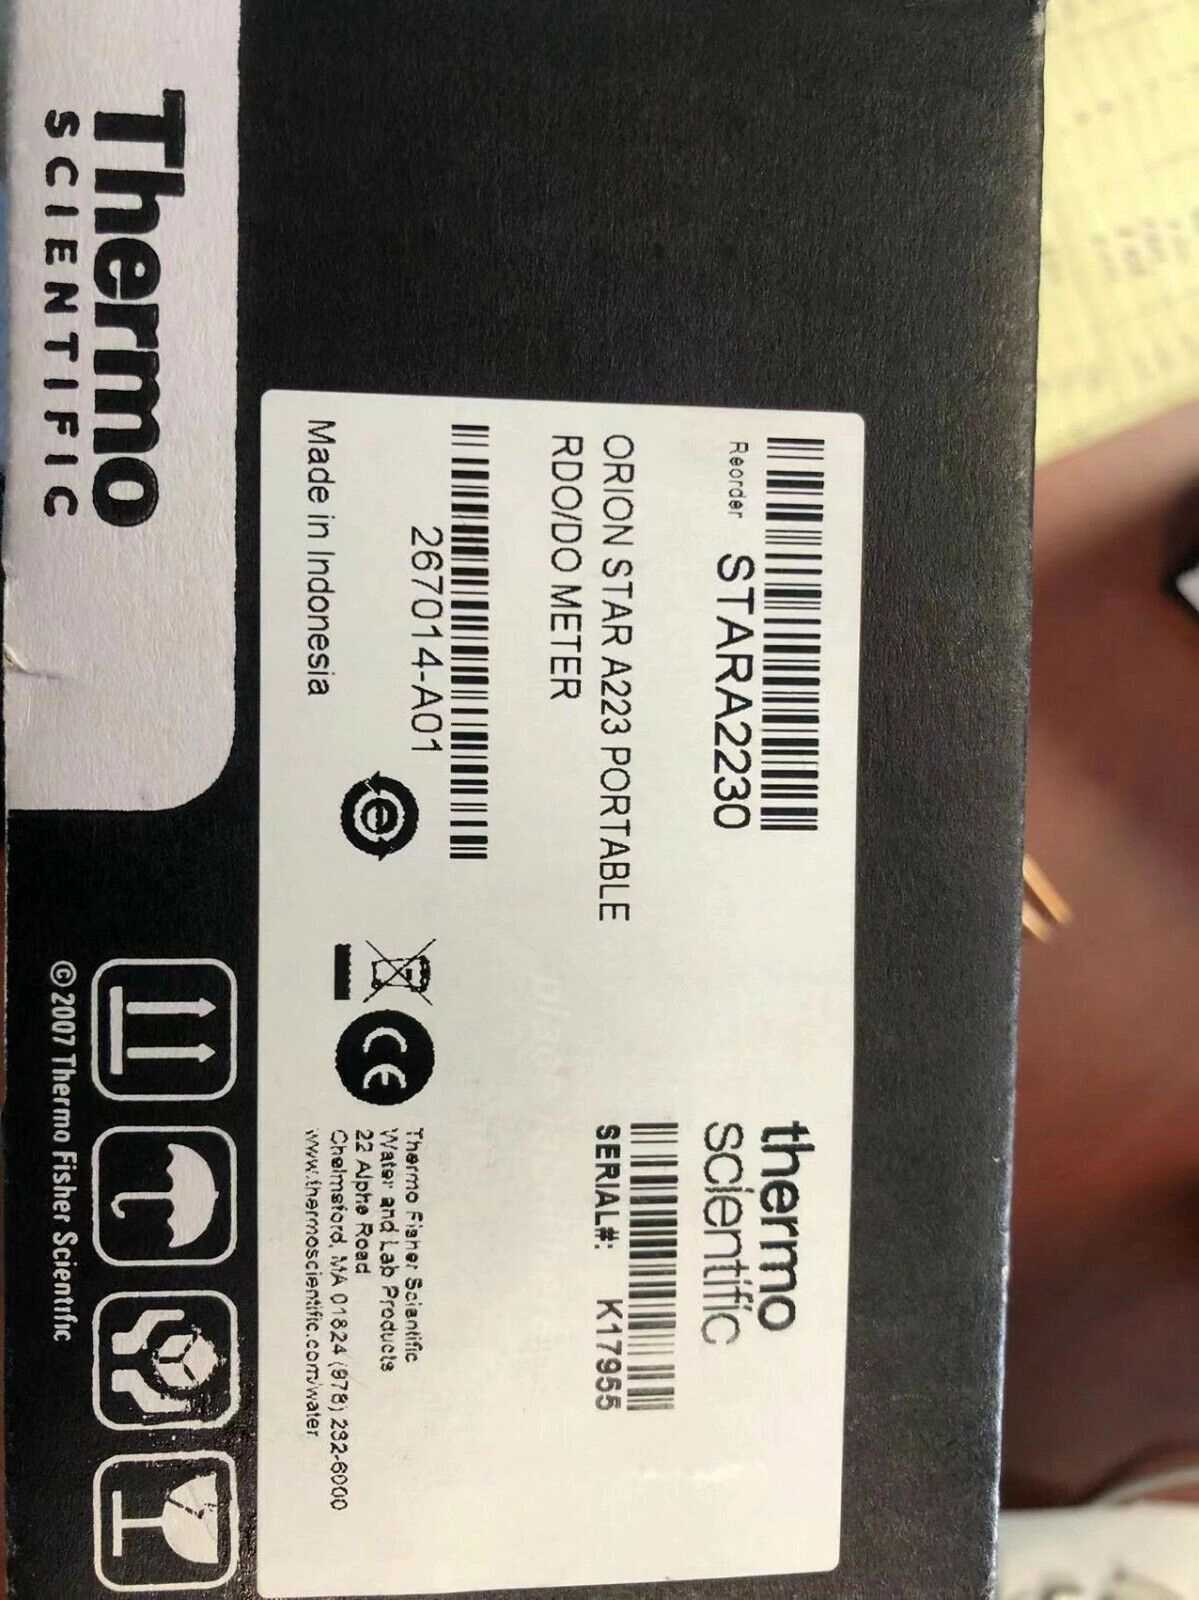 Thermo
SCIENTIFIC
Reorder STARA2230
ORION STAR A223 PORTABLE
RDO/DO METER
267014-A01
Made in Indonesia
e
CE
thermo
scientific
SERIAL#: K17955
Thermo Fisher Scientific
Water and Lab Products
22 Alpha Road
Chelmsford, MA 01824 (978) 232-6000
www.thermoscientific.com/water
© 2007 Thermo Fisher Scientific